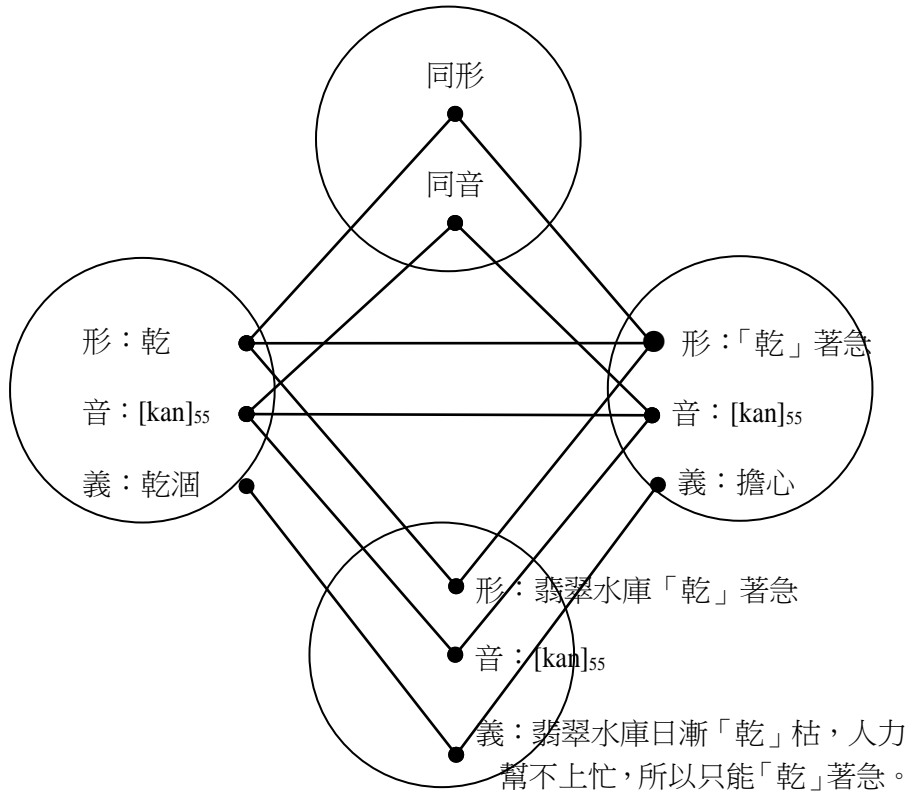 同形
同音
形：乾
音：[kan]₅₅
義：乾涸
形：「乾」著急
音：[kan]₅₅
義：擔心
形：翡翠水庫「乾」著急
音：[kan]₅₅
義：翡翠水庫日漸「乾」枯，人力
幫不上忙，所以只能「乾」著急。